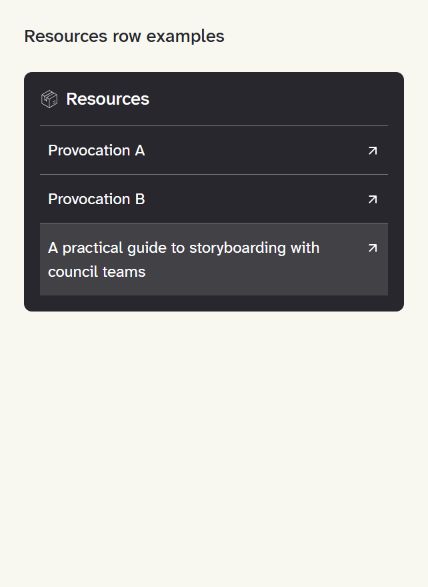 Resources row examples
Resources
Provocation A
Provocation B
A practical guide to storyboarding with
council teams